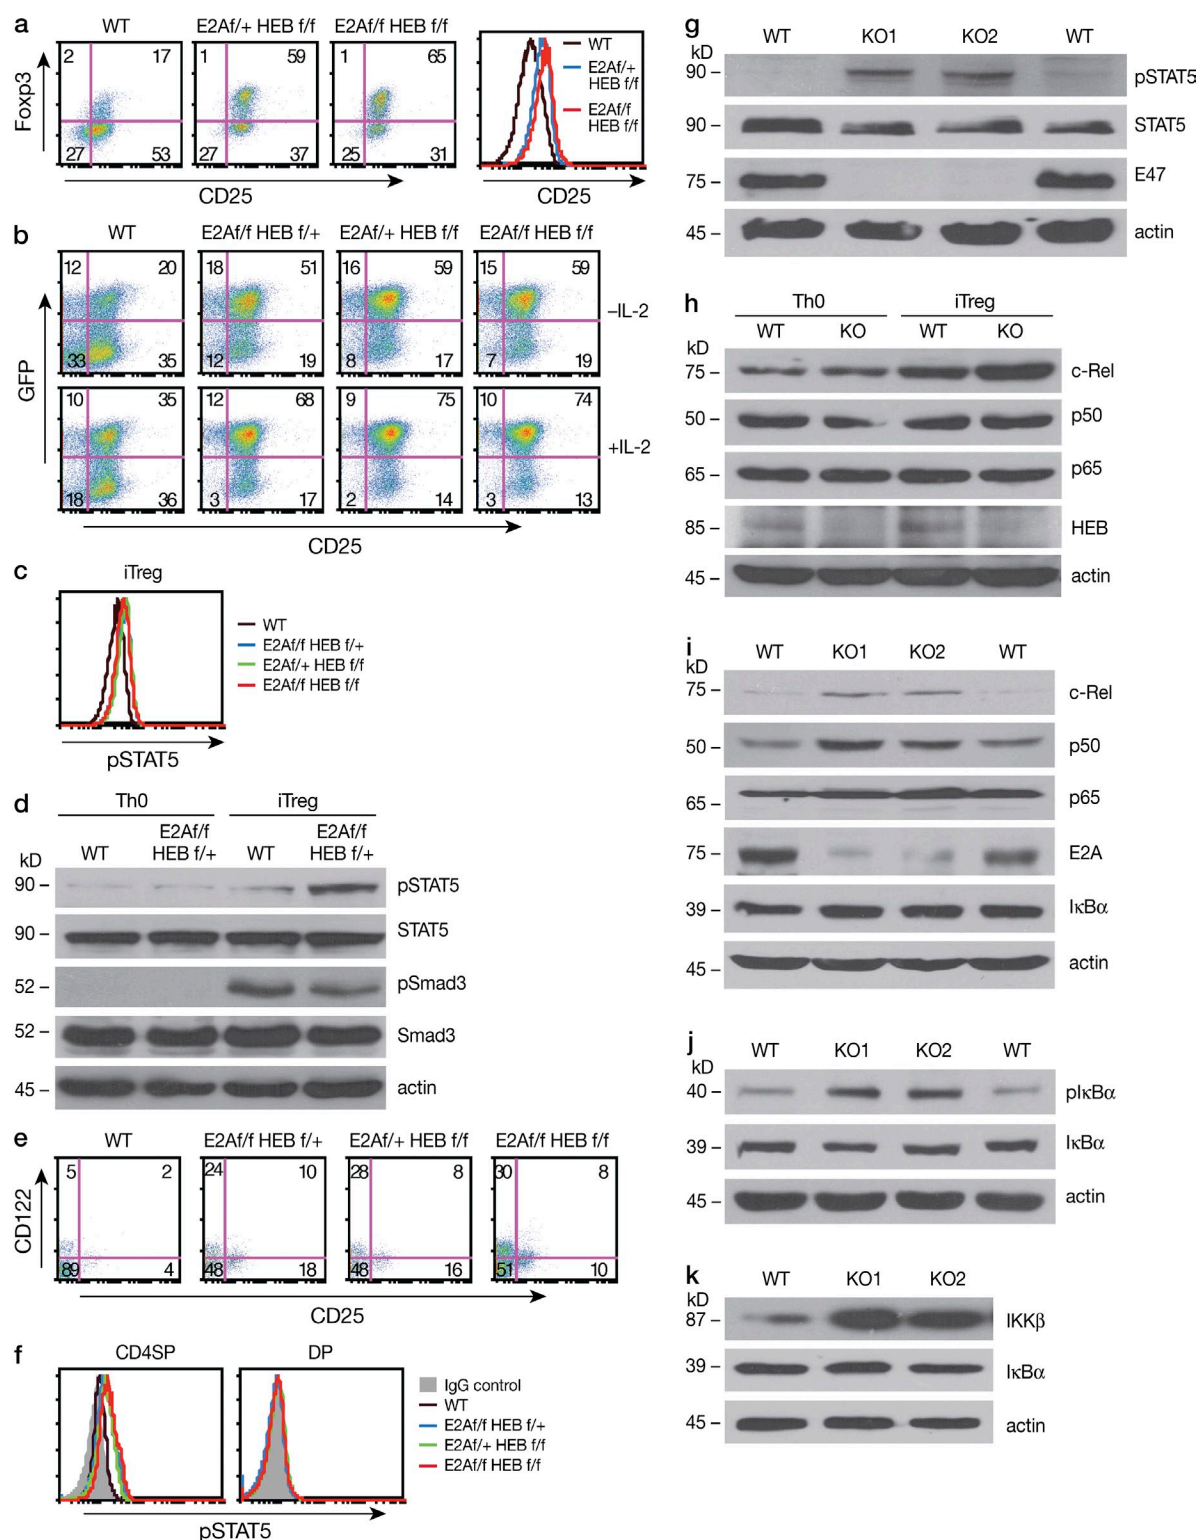 a
WT
E2Af/+ HEB f/f
E2Af/f HEB f/f
Foxp3
2 17
27 53
1 59
27 37
1 65
25 31
CD25
WT
E2Af/+
HEB f/f
E2Af/f
HEB f/f
CD25
b
WT
E2Af/f HEB f/+
E2Af/+ HEB f/f
E2Af/f HEB f/f
GFP
12 20
33 35
18 51
12 19
16 59
8 17
15 59
7 19
–IL-2
10 35
18 36
12 68
3 17
9 75
2 14
10 74
3 13
+IL-2
CD25
c
iTreg
WT
E2Af/f HEB f/+
E2Af/+ HEB f/f
E2Af/f HEB f/f
pSTAT5
d
Th0 iTreg
kD
WT
E2Af/f
HEB f/+
WT
E2Af/f
HEB f/+
90 – pSTAT5
90 – STAT5
52 – pSmad3
52 – Smad3
45 – actin
e
WT
E2Af/f HEB f/+
E2Af/+ HEB f/f
E2Af/f HEB f/f
CD122
5 2
89 4
24 10
48 18
28 8
48 16
30 8
51 10
CD25
f
CD4SP DP
IgG control
WT
E2Af/f HEB f/+
E2Af/+ HEB f/f
E2Af/f HEB f/f
pSTAT5
g
kD
WT KO1 KO2 WT
90 – pSTAT5
90 – STAT5
75 – E47
45 – actin
h
Th0 iTreg
kD
WT KO WT KO
75 – c-Rel
50 – p50
65 – p65
85 – HEB
45 – actin
i
kD
WT KO1 KO2 WT
75 – c-Rel
50 – p50
65 – p65
75 – E2A
39 – IκBα
45 – actin
j
kD
WT KO1 KO2 WT
40 – pIκBα
39 – IκBα
45 – actin
k
kD
WT KO1 KO2
87 – IKKβ
39 – IκBα
45 – actin